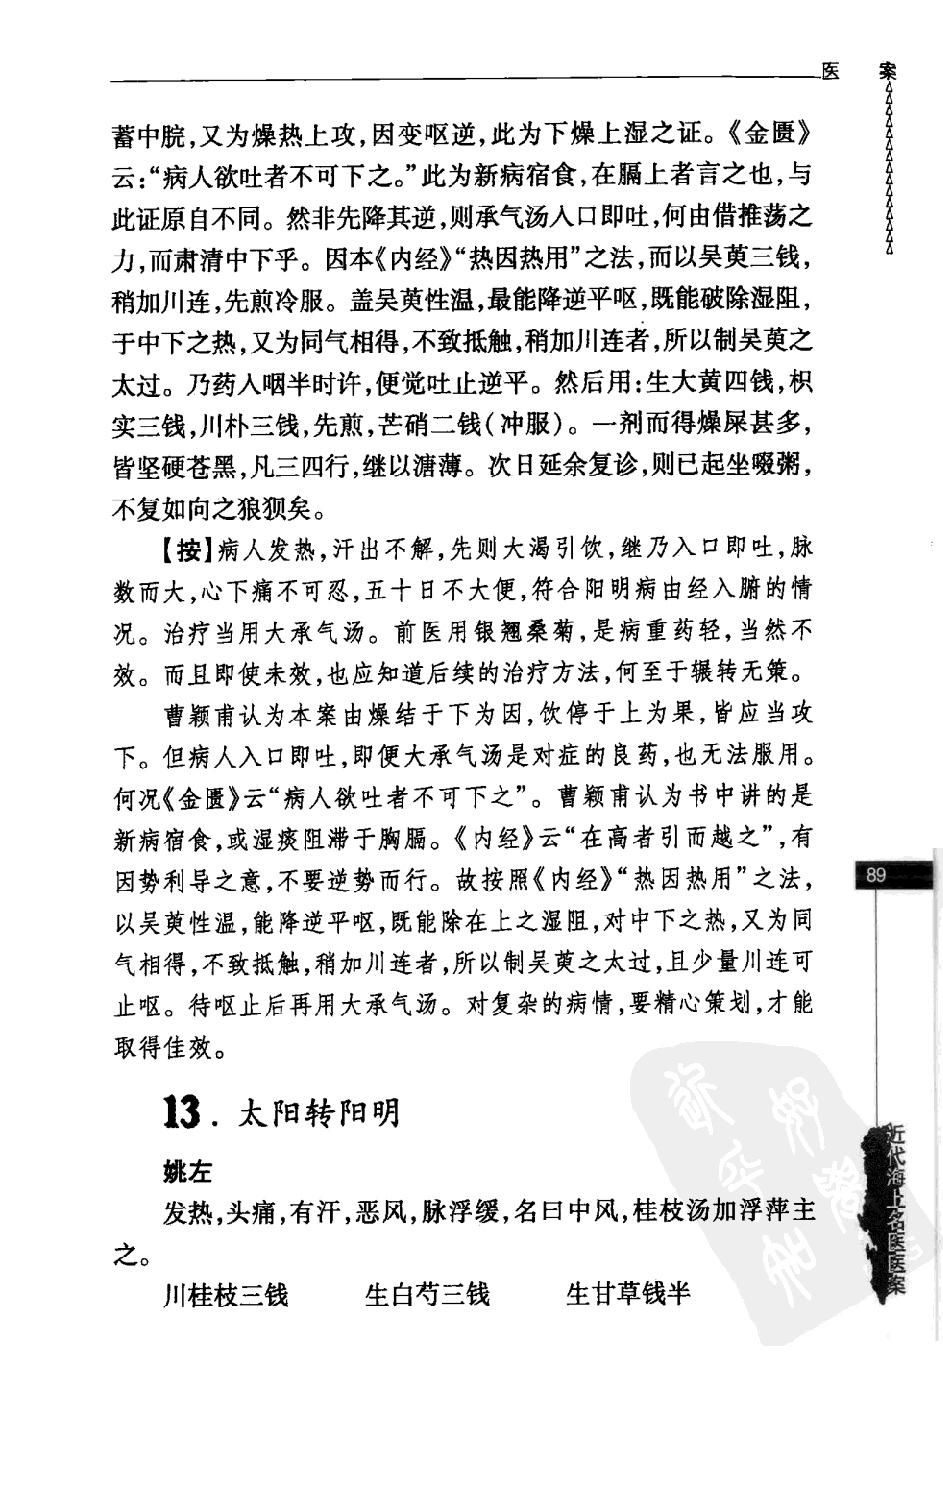 医 案
蓄中脘,又为燥热上攻,因变呕逆,此为下燥上湿之证。《金匮》
云:“病人欲吐者不可下之。”此为新病宿食,在膈上者言之也,与
此证原自不同。然非先降其逆,则承气汤入口即吐,何由借推荡之
力,而肃清中下乎。因本《内经》“热因热用”之法,而以吴萸三钱,
稍加川连,先煎冷服。盖吴萸性温,最能降逆平呕,既能破除湿阻,
于中下之热,又为同气相得,不致抵触,稍加川连者,所以制吴萸之
太过。乃药入咽半时许,便觉吐止逆平。然后用:生大黄四钱,枳
实三钱,川朴三钱,先煎,芒硝二钱(冲服)。一剂而得燥屎甚多,
皆坚硬苍黑,凡三四行,继以溏薄。次日延余复诊,则已起坐啜粥,
不复如向之狼狈矣。
【按】病人发热,汗出不解,先则大渴引饮,继乃入口即吐,脉
数而大,心下痛不可忍,五十日不大便,符合阳明病由经入腑的情
况。治疗当用大承气汤。前医用银翘桑菊,是病重药轻,当然不
效。而且即使未效,也应知道后续的治疗方法,何至于辗转无策。
曹颖甫认为本案由燥结于下为因,饮停于上为果,皆应当攻
下。但病人入口即吐,即便大承气汤是对症的良药,也无法服用。
何况《金匮》云“病人欲吐者不可下之”。曹颖甫认为书中讲的是
新病宿食,或湿痰阻滞于胸膈。《内经》云“在高者引而越之”,有
因势利导之意,不要逆势而行。故按照《内经》“热因热用”之法,
以吴萸性温,能降逆平呕,既能除在上之湿阻,对中下之热,又为同
气相得,不致抵触,稍加川连者,所以制吴萸之太过,且少量川连可
止呕。待呕止后再用大承气汤。对复杂的病情,要精心策划,才能
取得佳效。
89
13.太阳转阳明
姚左
发热,头痛,有汗,恶风,脉浮缓,名曰中风,桂枝汤加浮萍主
之。
川桂枝三钱 生白芍三钱 生甘草钱半
近代海上名医医案